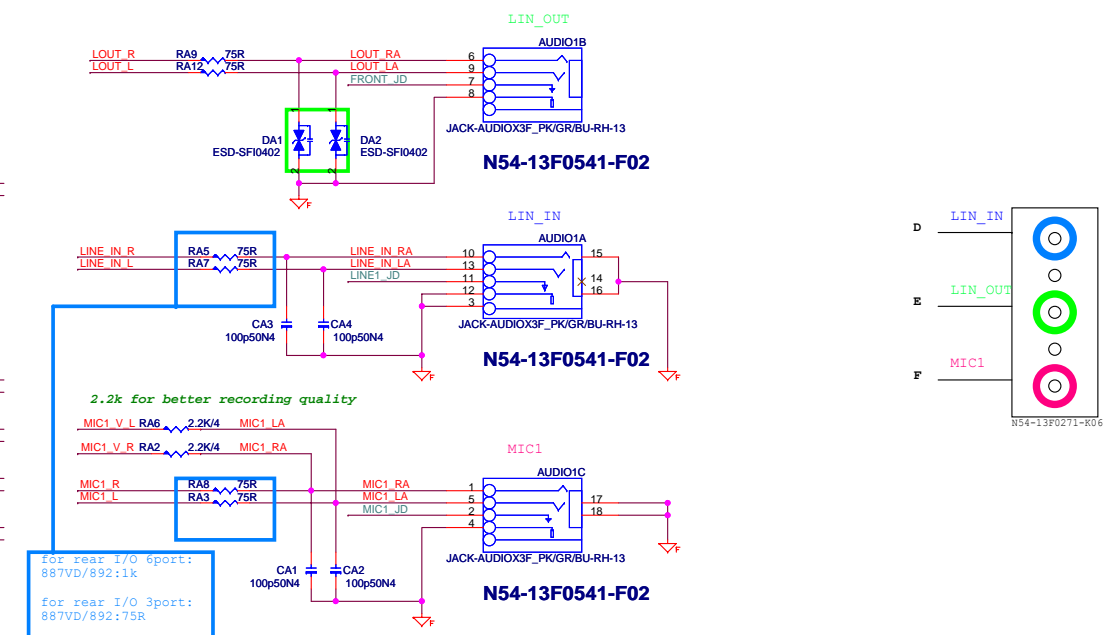 LIN_OUT
AUDIO1B
LOUT_R RA9 75R LOUT_RA 6
LOUT_L RA12 75R LOUT_LA 9
FRONT_JD 7
8
1 1
DA1 ESD-SFI0402
DA2 ESD-SFI0402
2 2
JACK-AUDIOX3F_PK/GR/BU-RH-13
N54-13F0541-F02
F
LIN_IN
AUDIO1A
LINE_IN_R RA5 75R LINE_IN_RA 10 15
LINE_IN_L RA7 75R LINE_IN_LA 13
LINE1_JD 11 14
12 16
3
CA3 100p50N4
CA4 100p50N4
JACK-AUDIOX3F_PK/GR/BU-RH-13
N54-13F0541-F02
F F
2.2k for better recording quality
MIC1_V_L RA6 2.2K/4 MIC1_LA
MIC1_V_R RA2 2.2K/4 MIC1_RA
MIC1
AUDIO1C
MIC1_R RA8 75R MIC1_RA 1
MIC1_L RA3 75R MIC1_LA 5 17
MIC1_JD 2 18
4
F
CA1 100p50N4
CA2 100p50N4
JACK-AUDIOX3F_PK/GR/BU-RH-13
N54-13F0541-F02
F
for rear I/O 6port:
887VD/892:1k
for rear I/O 3port:
887VD/892:75R
D LIN_IN
E LIN_OUT
F MIC1
N54-13F0271-K06